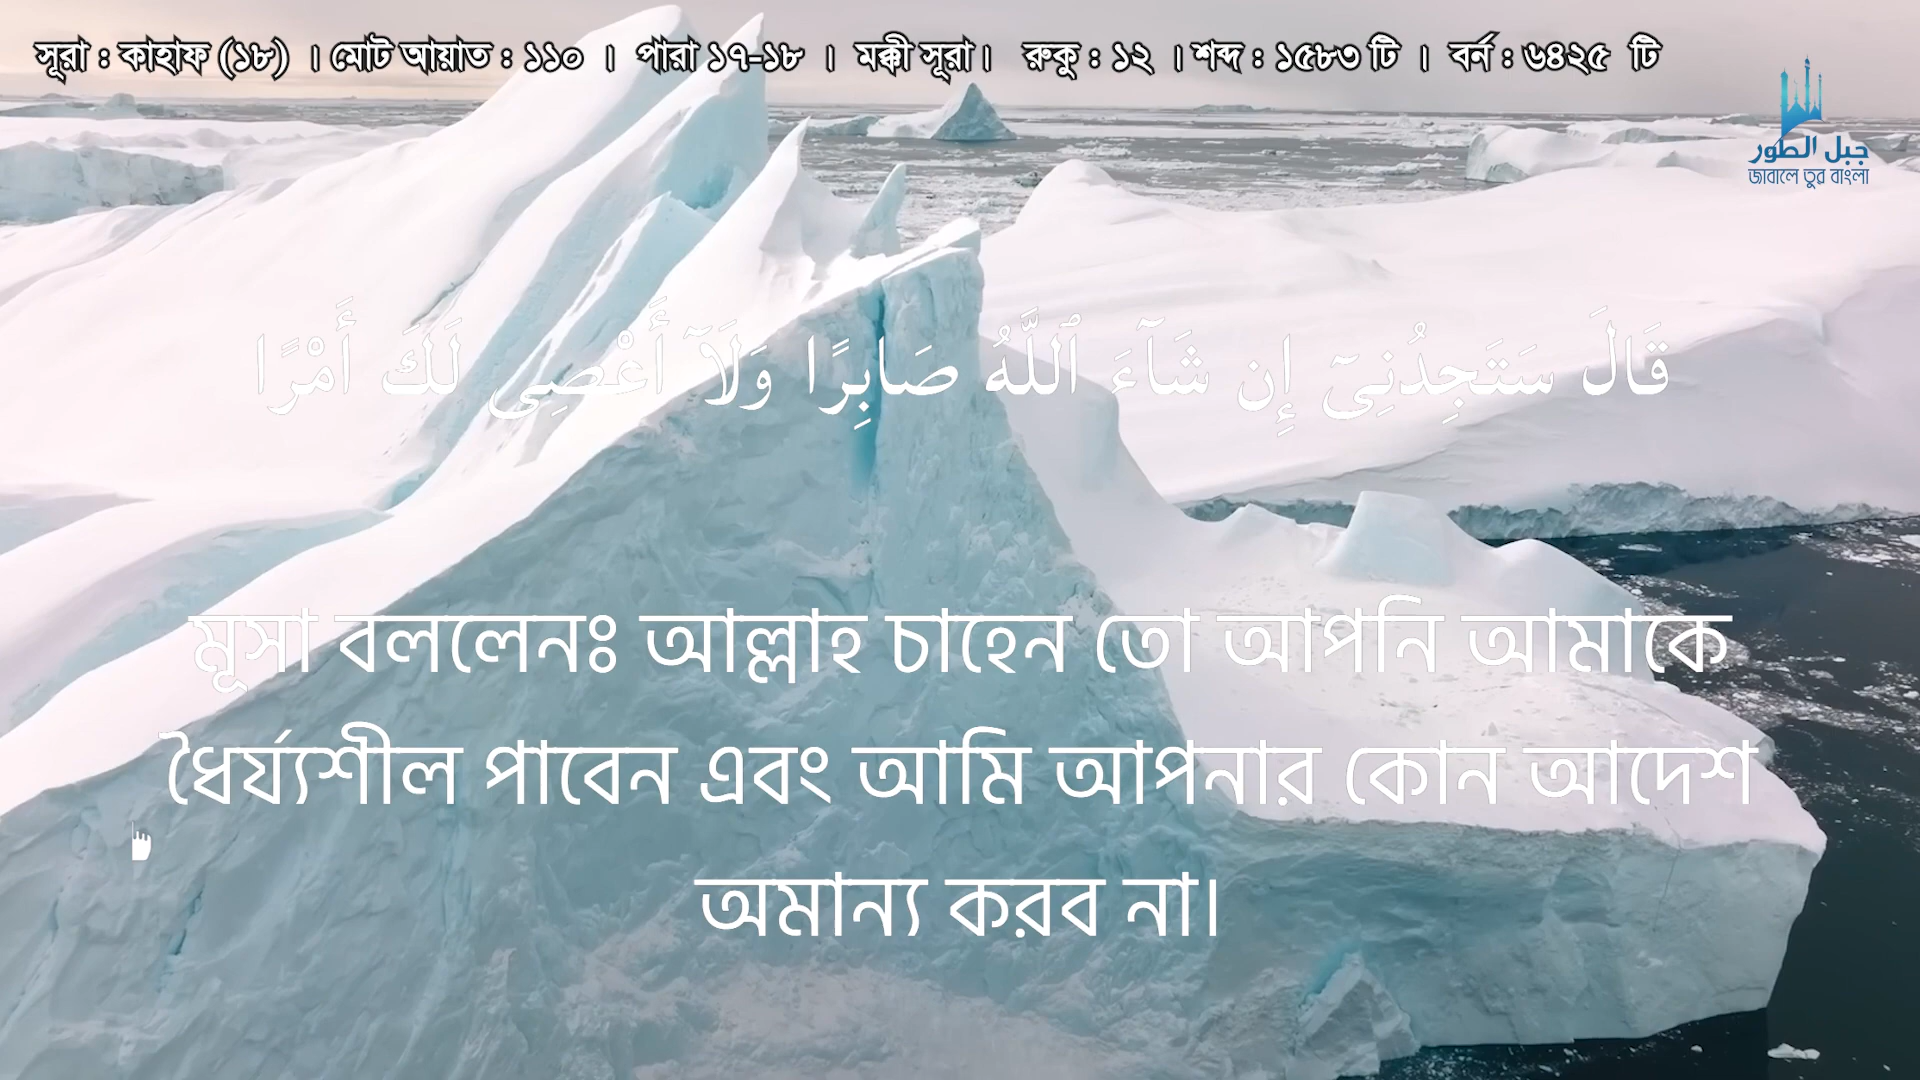 সূরা : কাহাফ (১৮) । মোট আয়াত : ১১০ । পারা ১৭-১৮ । মক্কী সূরা। রুকু : ১২ । শব্দ : ১৫৮৩ টি । বর্ন : ৬৪২৫ টি
جبل الطور
জাবালে তুর বাংলা
قَالَ سَتَجِدُنِىٓ إِن شَآءَ ٱللَّهُ صَابِرًا وَلَآ أَعْصِى لَكَ أَمْرًا
মূসা বললেনঃ আল্লাহ চাহেন তো আপনি আমাকে
ধৈর্য্যশীল পাবেন এবং আমি আপনার কোন আদেশ
অমান্য করব না।